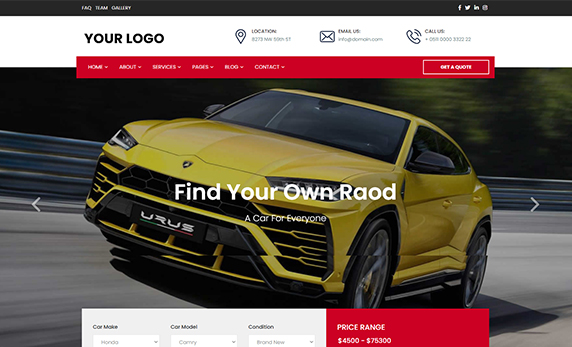 FAQ TEAM GALLERY
YOUR LOGO
LOCATION:
8273 NW 56th ST
EMAIL US:
info@domain.com
CALL US:
+ 0511 0000 3322 22
HOME ABOUT SERVICES PAGES BLOG CONTACT
GET A QUOTE
Find Your Own Raod
A Car For Everyone
URUS
Car Make
Car Model
Condition
Honda
Camry
Brand New
PRICE RANGE
$4500 - $75300